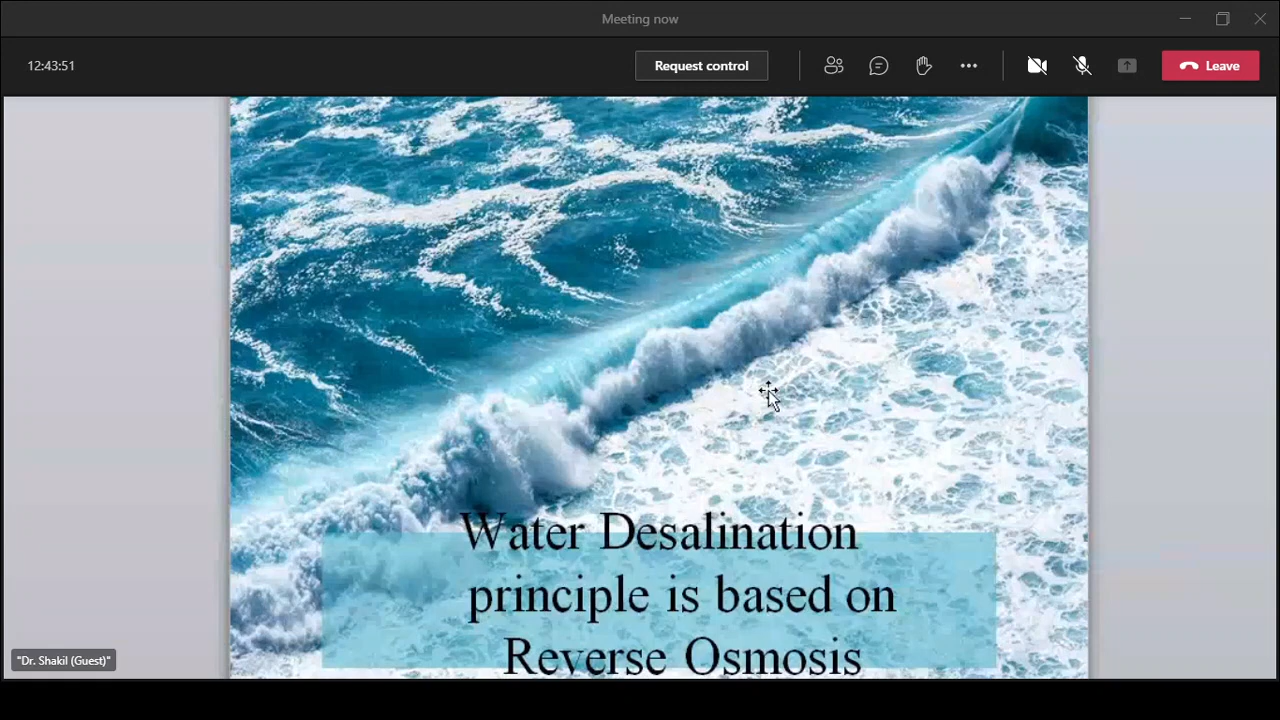 Meeting now
12:43:51
Request control
Leave
Water Desalination
principle is based on
Reverse Osmosis
"Dr. Shakil (Guest)"